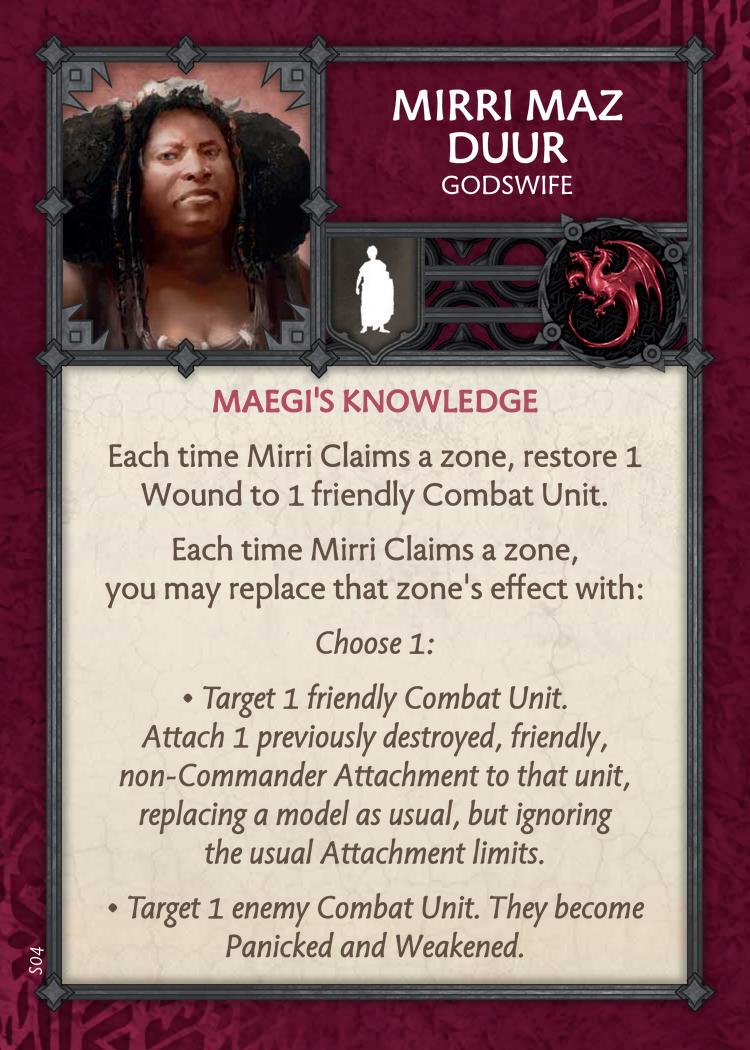 MIRRI MAZ
DUUR
GODSWIFE
MAEGI'S KNOWLEDGE
Each time Mirri Claims a zone, restore 1
Wound to 1 friendly Combat Unit.
Each time Mirri Claims a zone,
you may replace that zone's effect with:
Choose 1:
• Target 1 friendly Combat Unit.
Attach 1 previously destroyed, friendly,
non-Commander Attachment to that unit,
replacing a model as usual, but ignoring
the usual Attachment limits.
• Target 1 enemy Combat Unit. They become
Panicked and Weakened.
S04